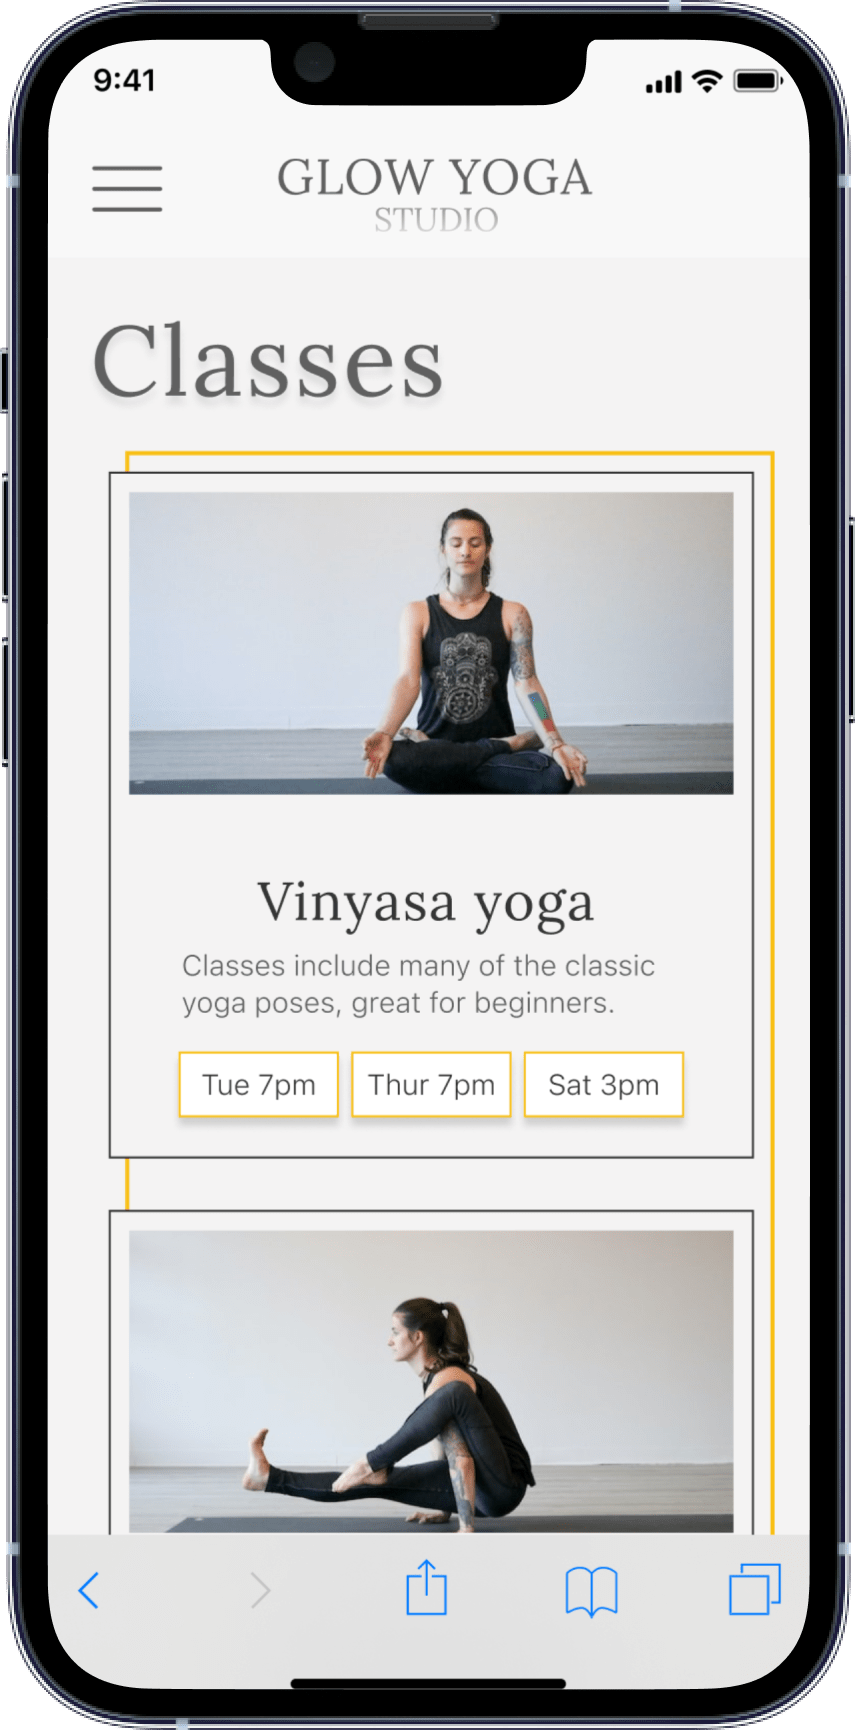 9:41
GLOW YOGA
STUDIO
Classes
Vinyasa yoga
Classes include many of the classic
yoga poses, great for beginners.
Tue 7pm Thur 7pm Sat 3pm